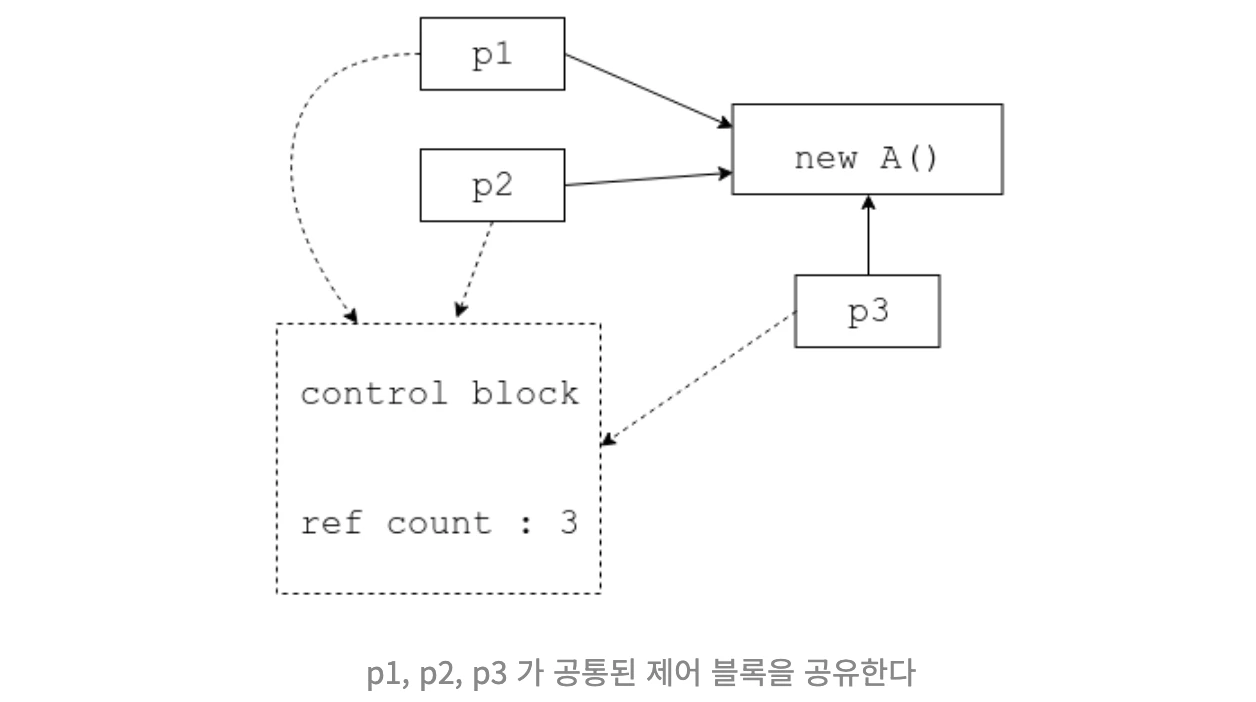 p1
p2
new A()
p3
control block
ref count : 3
p1, p2, p3 가 공통된 제어 블록을 공유한다